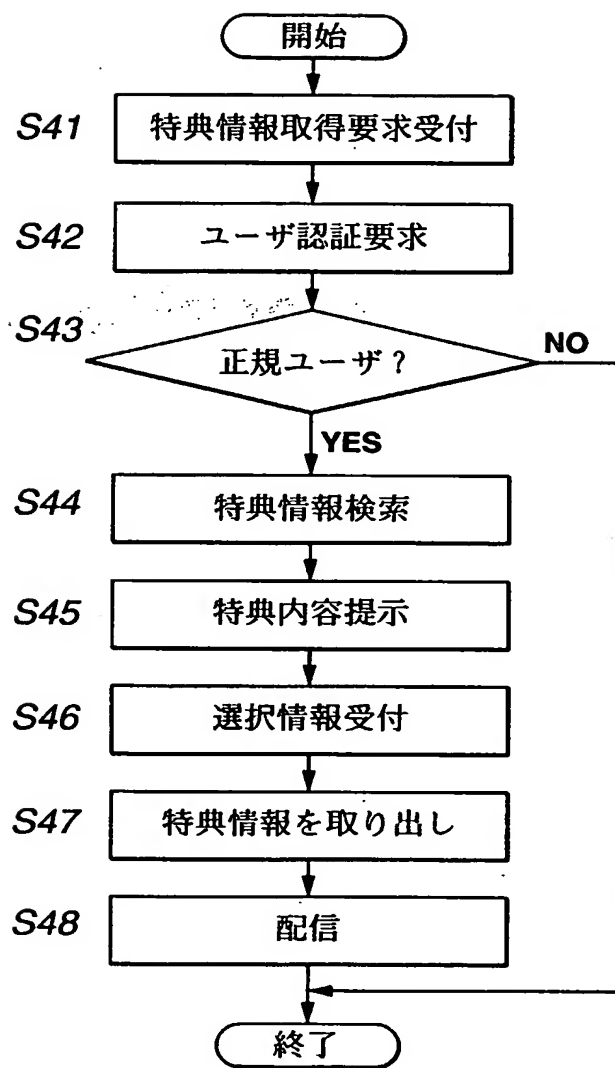 開始
S41 特典情報取得要求受付
S42 ユーザ認証要求
S43 正規ユーザ？ NO
YES
S44 特典情報検索
S45 特典内容提示
S46 選択情報受付
S47 特典情報を取り出し
S48 配信
終了